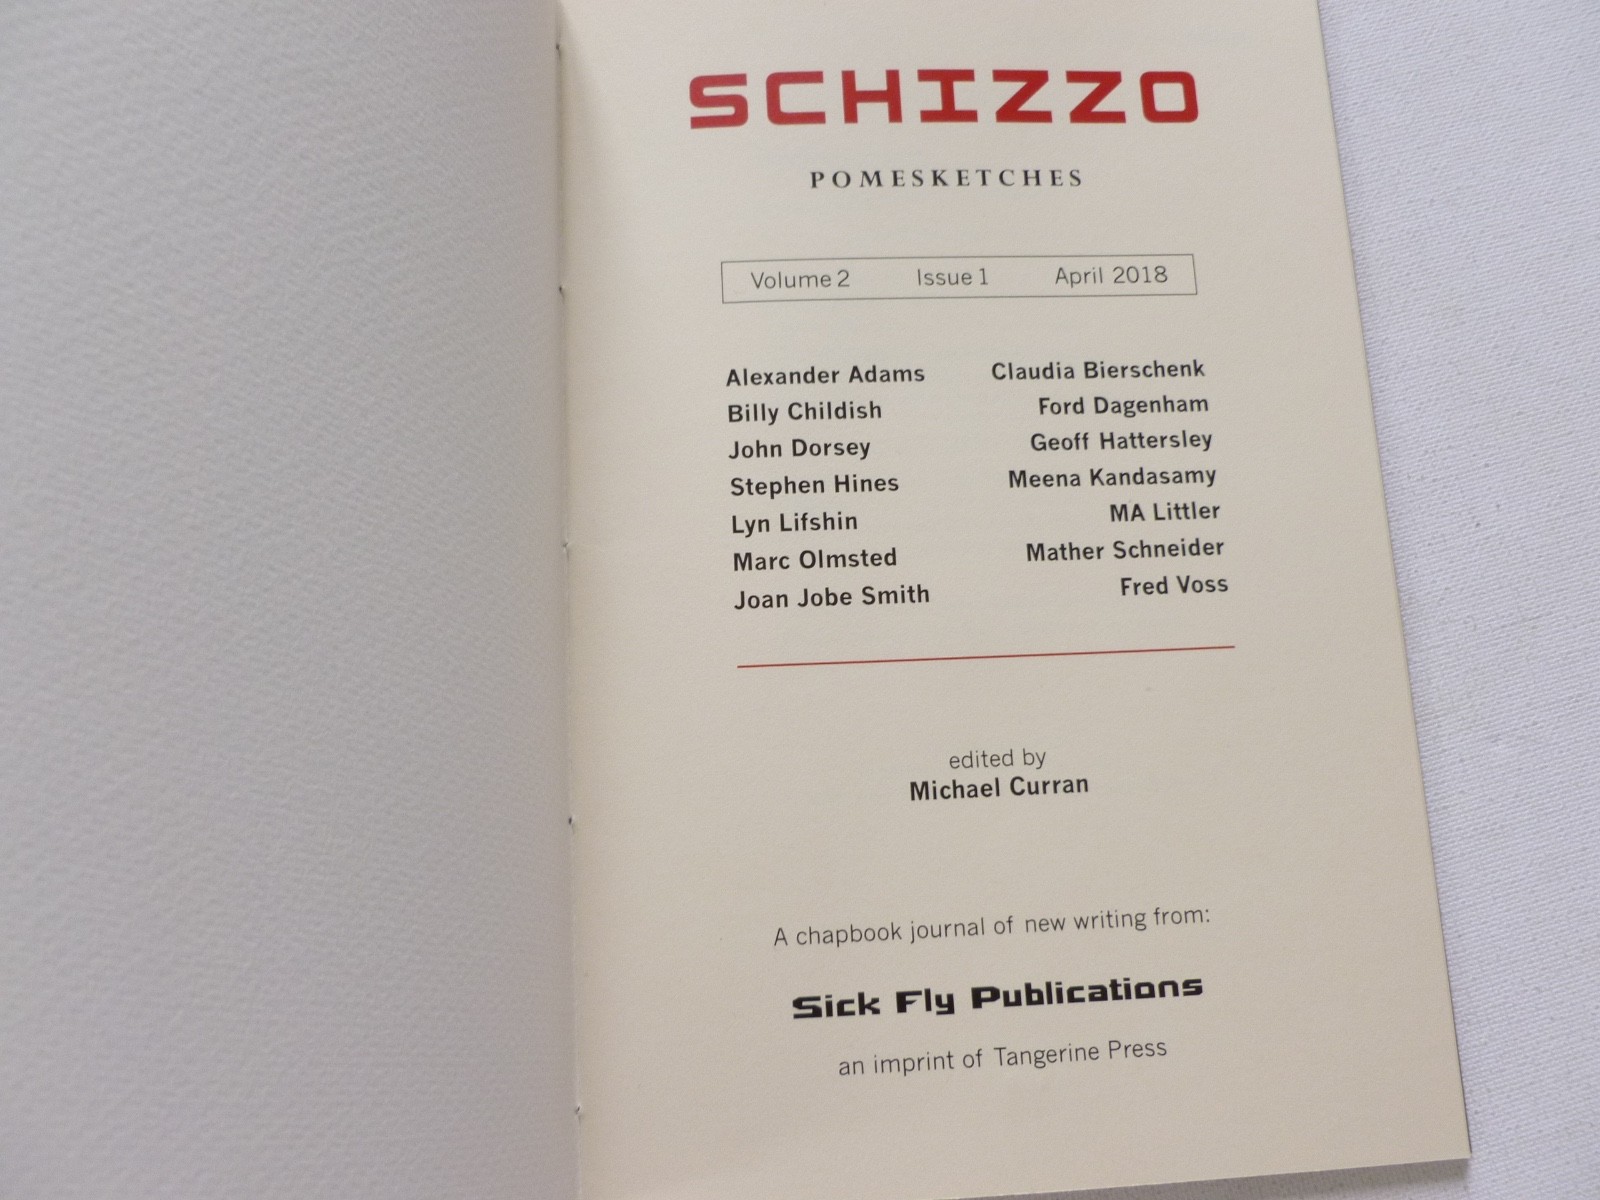 SCHIZZO
POMESKETCHES
Volume 2 Issue 1 April 2018
Alexander Adams Claudia Bierschenk
Billy Childish Ford Dagenham
John Dorsey Geoff Hattersley
Stephen Hines Meena Kandasamy
Lyn Lifshin MA Littler
Marc Olmsted Mather Schneider
Joan Jobe Smith Fred Voss
edited by
Michael Curran
A chapbook journal of new writing from:
Sick Fly Publications
an imprint of Tangerine Press